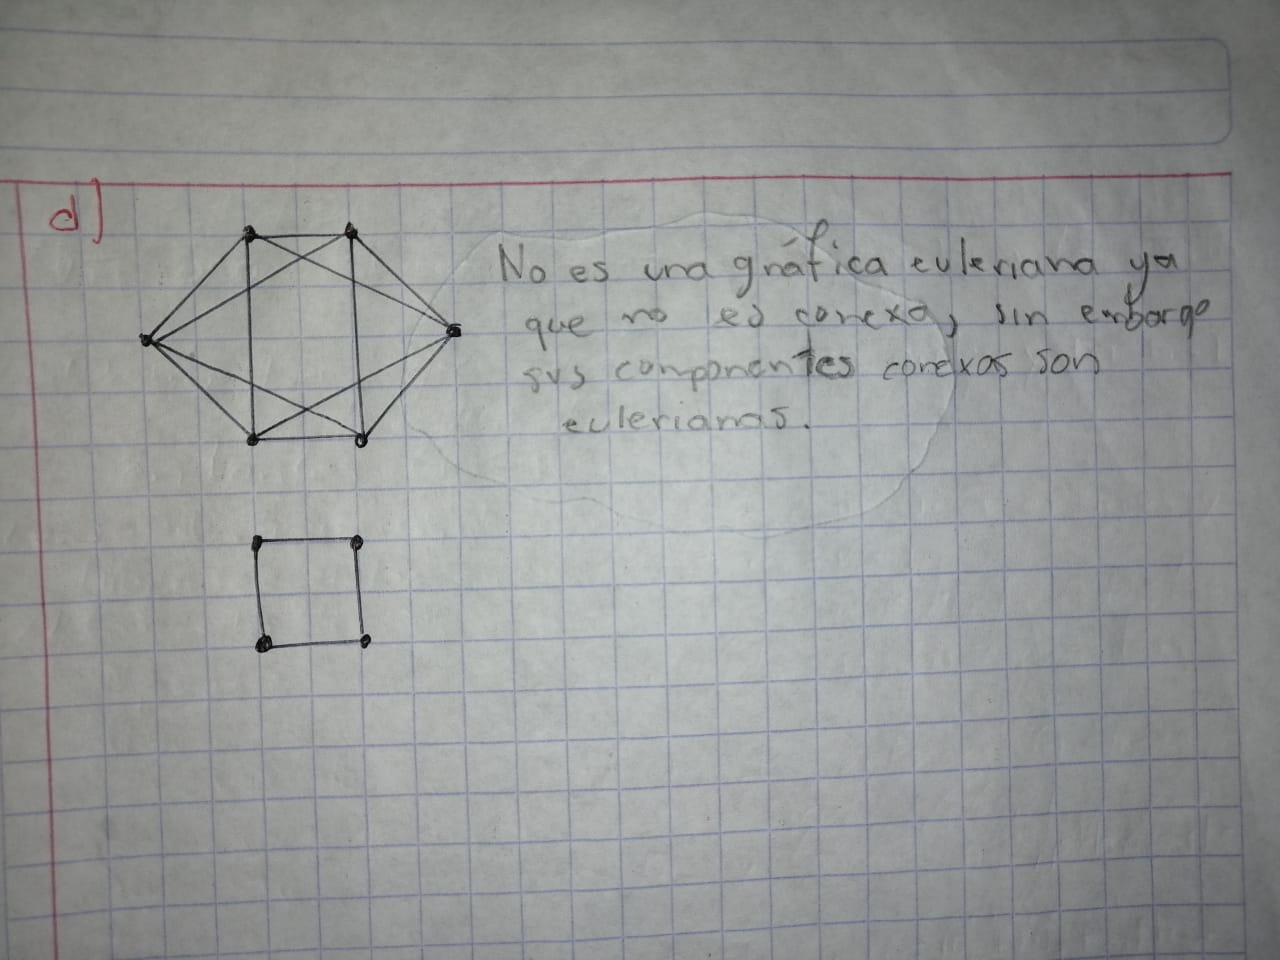 d)
No es una gráfica euleriana ya
que no es conexa, sin embargo
sus componentes conexas son
eulerianas.